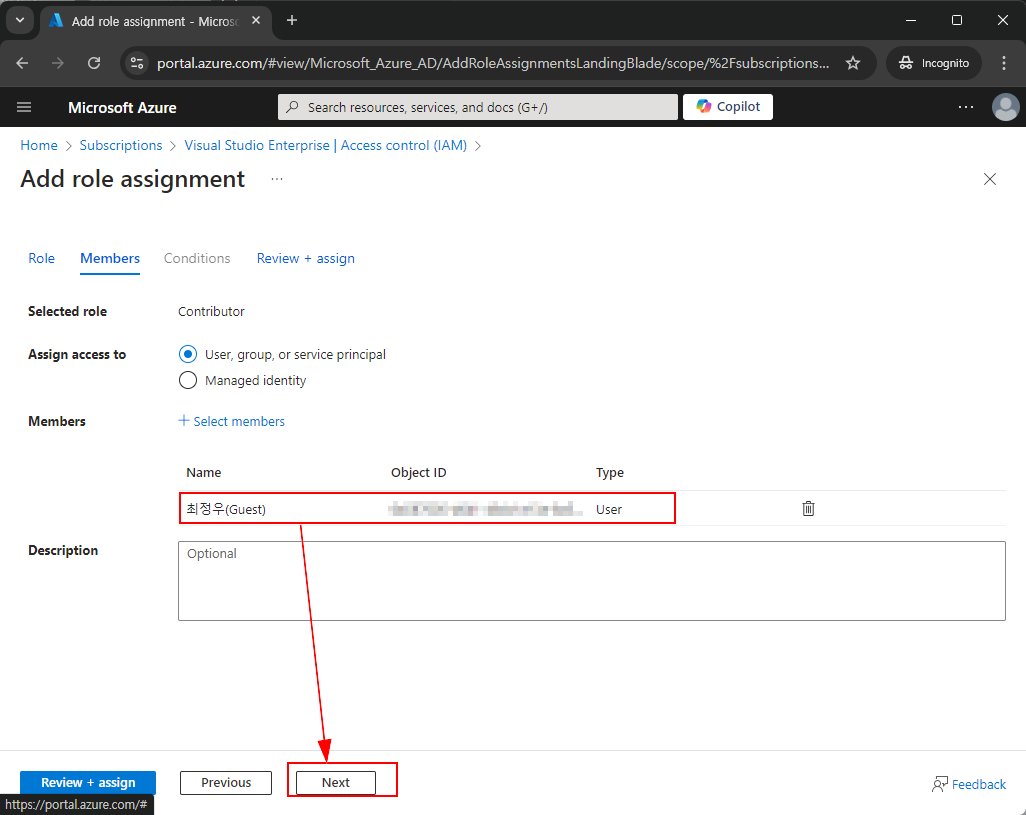 Add role assignment - Micros
portal.azure.com/#view/Microsoft_Azure_AD/AddRoleAssignmentsLandingBlade/scope/%2Fsubscriptions...
Incognito
Microsoft Azure
Search resources, services, and docs (G+/)
Copilot
Home > Subscriptions > Visual Studio Enterprise | Access control (IAM) >
Add role assignment ...
Role Members Conditions Review + assign
Selected role Contributor
Assign access to User, group, or service principal
Managed identity
Members + Select members
Name Object ID Type
최정우(Guest) User
Description Optional
Review + assign Previous Next Feedback
https://portal.azure.com/#